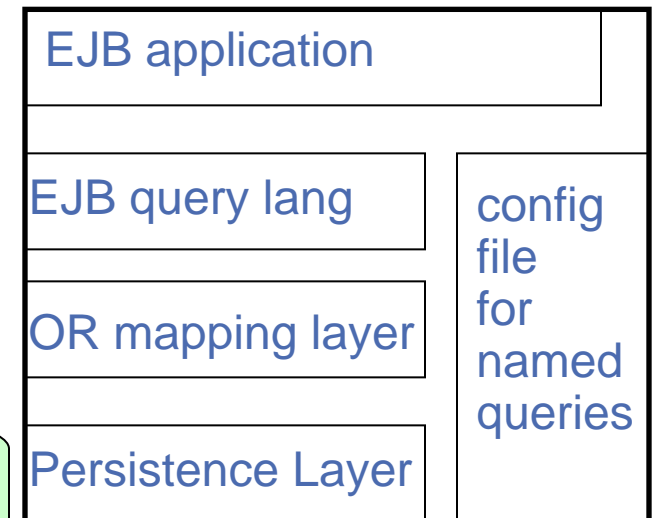 EJB application
EJB query lang
OR mapping layer
Persistence Layer
config
file
for
named
queries